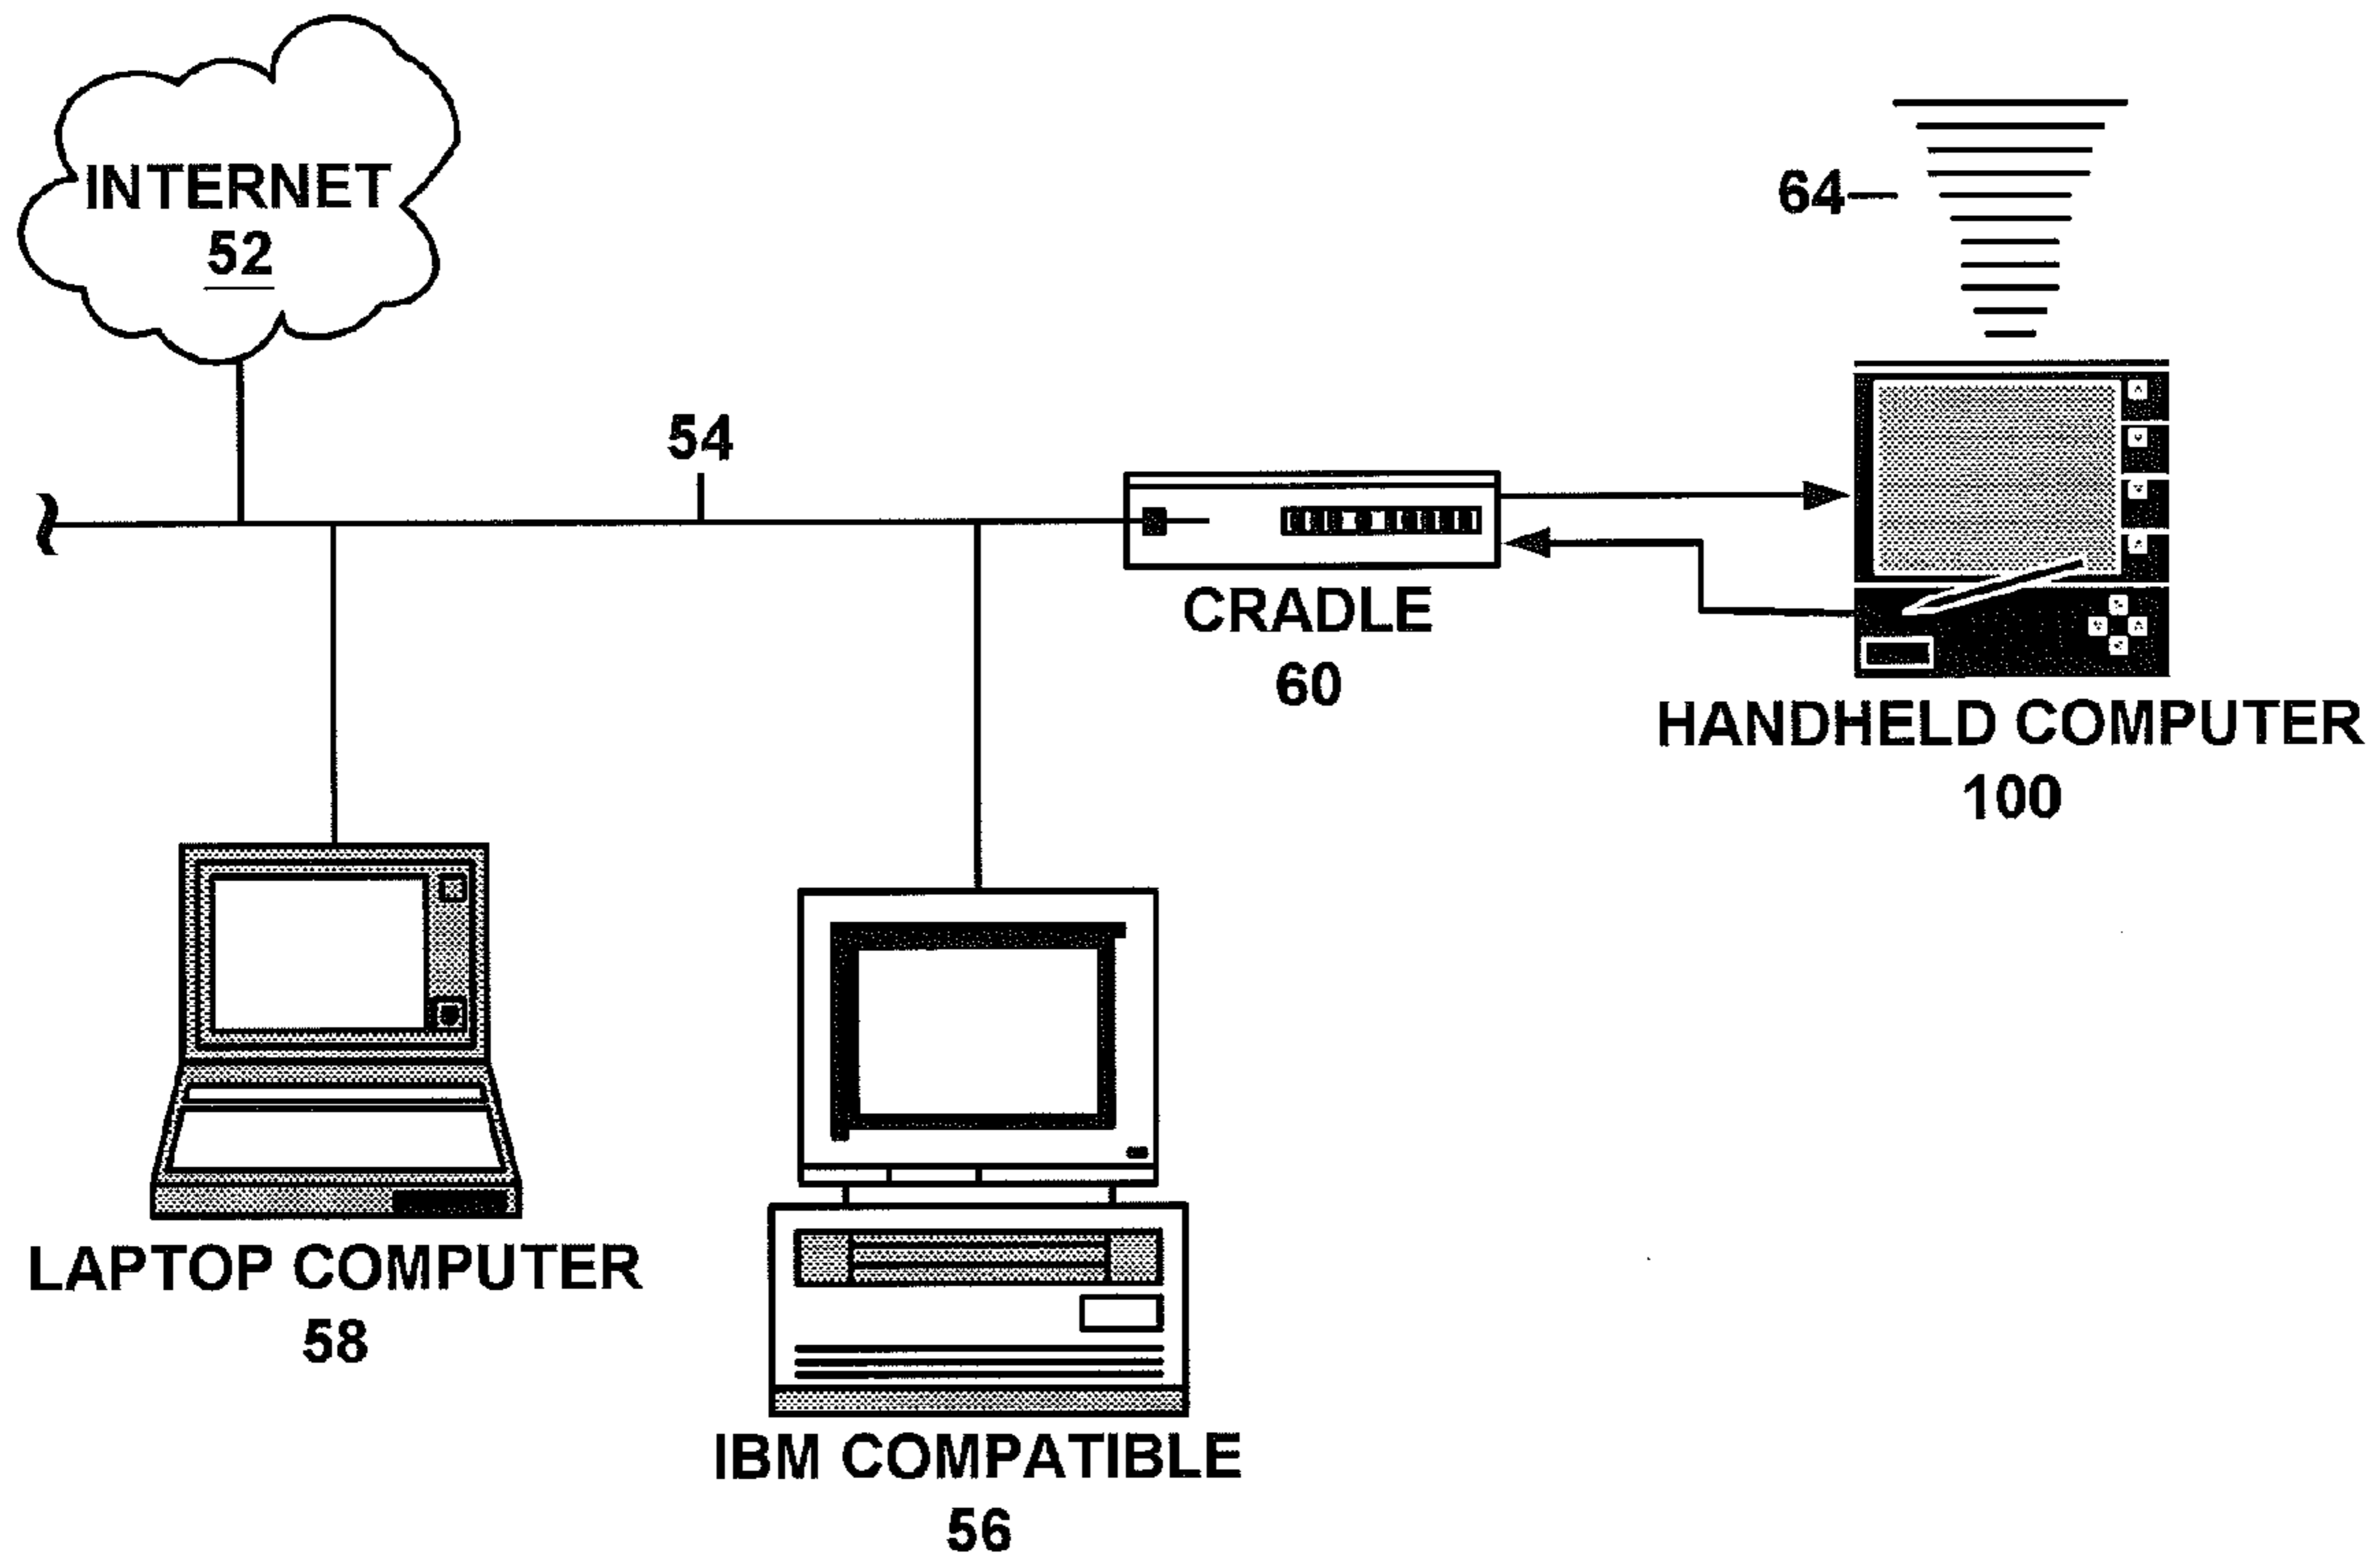 INTERNET
52
64
54
CRADLE
60
HANDHELD COMPUTER
100
LAPTOP COMPUTER
58
IBM COMPATIBLE
56